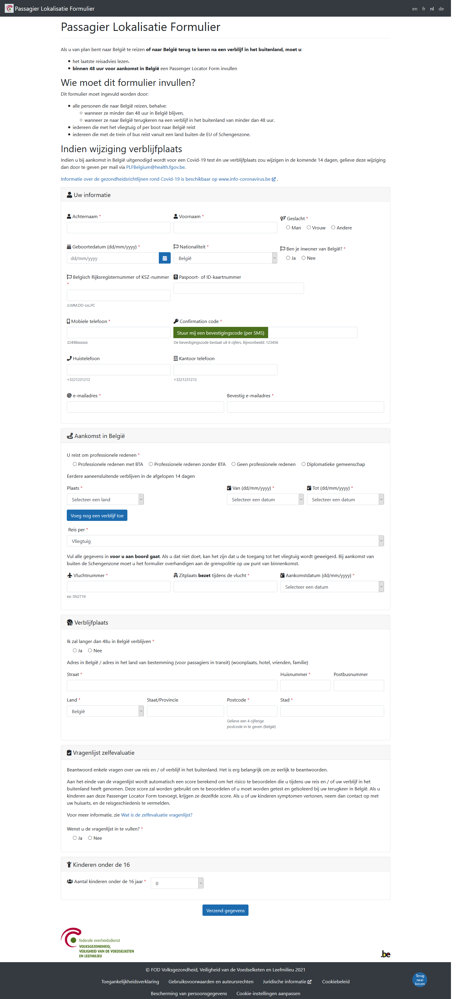 Passagier Lokalisatie Formulier
en fr nl de
Passagier Lokalisatie Formulier
Als u van plan bent naar België te reizen of naar België terug te keren na een verblijf in het buitenland, moet u:
het laatste reisadvies lezen.
binnen 48 uur voor aankomst in België een Passenger Locator Form invullen
Wie moet dit formulier invullen?
Dit formulier moet ingevuld worden door:
alle personen die naar België reizen, behalve:
wanneer ze minder dan 48 uur in België blijven,
wanneer ze naar België terugkeren na een verblijf in het buitenland van minder dan 48 uur.
iedereen die met het vliegtuig of per boot naar België reist
iedereen die met de trein of bus reist vanuit een land buiten de EU of Schengenzone.
Indien wijziging verblijfplaats
Indien u bij aankomst in België uitgenodigd wordt voor een Covid-19 test én uw verblijfplaats zou wijzigen in de komende 14 dagen, gelieve deze wijziging
dan door te geven per mail via PLFBelgium@health.fgov.be.
Informatie over de gezondheidsrichtlijnen rond Covid-19 is beschikbaar op www.info-coronavirus.be .
Uw informatie
Achternaam * Voornaam * Geslacht *
Man Vrouw Andere
Geboortedatum (dd/mm/yyyy) * Nationaliteit * Ben je inwoner van België? *
dd/mm/yyyy België Ja Nee
Belgisch Rijksregisternummer of KSZ-nummer Paspoort- of ID-kaartnummer
*
JJ.MM.DD-sss.PC
Mobiele telefoon * Confirmation code *
Stuur mij een bevestigingscode (per SMS)
32498xxxxxx De bevestigingscode bestaat uit 6 cijfers. Bijvoorbeeld: 123456
Huistelefoon Kantoor telefoon
+3221231212 +3221231212
e-mailadres * Bevestig e-mailadres *
Aankomst in België
U reist om professionele redenen *
Professionele redenen met BTA Professionele redenen zonder BTA Geen professionele redenen Diplomatieke gemeenschap
Eerdere aaneensluitende verblijven in de afgelopen 14 dagen
Plaats * Van (dd/mm/yyyy) * Tot (dd/mm/yyyy) *
Selecteer een land Selecteer een datum Selecteer een datum
Voeg nog een verblijf toe
Reis per *
Vliegtuig
Vul alle gegevens in voor u aan boord gaat. Als u dat niet doet, kan het zijn dat u de toegang tot het vliegtuig wordt geweigerd. Bij aankomst van
buiten de Schengenzone moet u het formulier overhandigen aan de grenspolitie op uw punt van binnenkomst.
Vluchtnummer * Zitplaats bezet tijdens de vlucht * Aankomstdatum (dd/mm/yyyy) *
Selecteer een datum
ex: SN2719
Verblijfplaats
Ik zal langer dan 48u in België verblijven *
Ja Nee
Adres in België / adres in het land van bestemming (voor passagiers in transit) (woonplaats, hotel, vrienden, familie)
Straat * Huisnummer * Postbusnummer
Land * Staat/Provincie Postcode * Stad *
België
Gelieve een 4 cijferige
postcode in te geven (België)
Vragenlijst zelfevaluatie
Beantwoord enkele vragen over uw reis en / of verblijf in het buitenland. Het is erg belangrijk om ze eerlijk te beantwoorden.
Aan het einde van de vragenlijst wordt automatisch een score berekend om het risico te beoordelen die u tijdens uw reis en / of uw verblijf in het
buitenland heeft genomen. Deze score zal worden gebruikt om te beoordelen of u moet worden getest en geïsoleerd bij uw terugkeer in België. Als u
kinderen aan deze Passenger Locator Form toevoegt, krijgen ze dezelfde score. Als u of uw kinderen symptomen vertonen, neem dan contact op met
uw huisarts, en de reisgeschiedenis te vermelden.
Voor meer informatie, zie Wat is de zelfevaluatie vragenlijst?
Wenst u de vragenlijst in te vullen? *
Ja Nee
Kinderen onder de 16
Aantal kinderen onder de 16 jaar * 0
Verzend gegevens
federale overheidsdienst
VOLKSGEZONDHEID,
VEILIGHEID VAN DE VOEDSELKETEN
EN LEEFMILIEU
.be
© FOD Volksgezondheid, Veiligheid van de Voedselketen en Leefmilieu 2021
Toegankelijkheidsverklaring Gebruiksvoorwaarden en auteursrechten Juridische informatie Cookiebeleid
Bescherming van persoonsgegevens Cookie-instellingen aanpassen
Terug
naar
boven